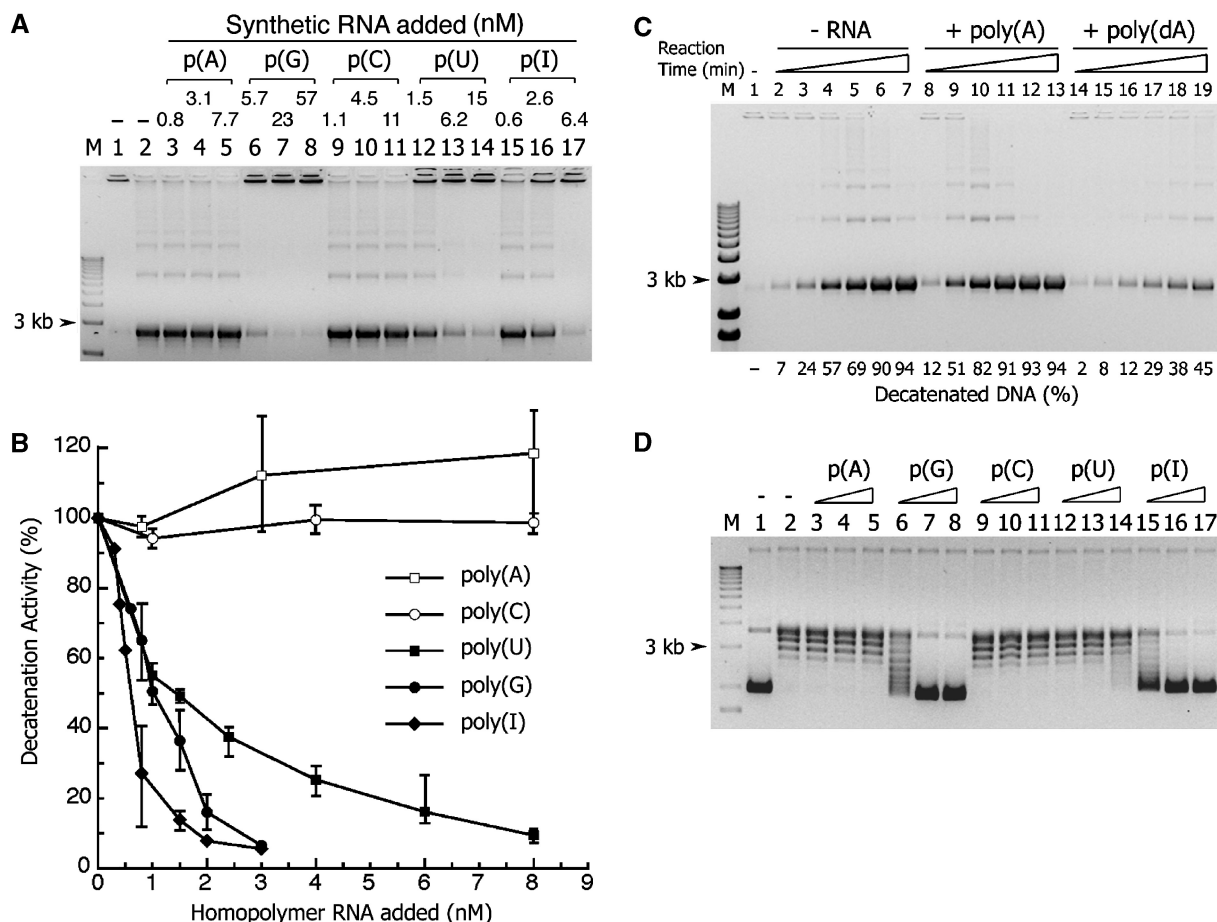 A
Synthetic RNA added (nM)
p(A) p(G) p(C) p(U) p(I)
3.1 5.7 57 4.5 1.5 15 2.6
– – 0.8 7.7 23 1.1 11 6.2 0.6 6.4
M 1 2 3 4 5 6 7 8 9 10 11 12 13 14 15 16 17
3 kb
B
120
100
80
60
40
20
0
Decatenation Activity (%)
poly(A)
poly(C)
poly(U)
poly(G)
poly(I)
0 1 2 3 4 5 6 7 8 9
Homopolymer RNA added (nM)
C
- RNA + poly(A) + poly(dA)
Reaction
Time (min) -
M 1 2 3 4 5 6 7 8 9 10 11 12 13 14 15 16 17 18 19
3 kb
– 7 24 57 69 90 94 12 51 82 91 93 94 2 8 12 29 38 45
Decatenated DNA (%)
D
p(A) p(G) p(C) p(U) p(I)
- -
M 1 2 3 4 5 6 7 8 9 10 11 12 13 14 15 16 17
3 kb